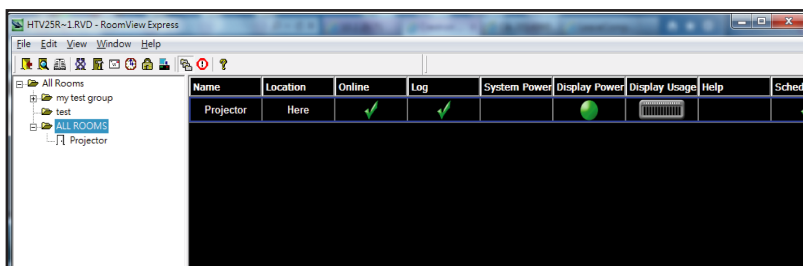 HTV25R~1.RVD - RoomView Express
File Edit View Window Help
All Rooms
my test group
test
ALL ROOMS
Projector
Name Location Online Log System Power Display Power Display Usage Help Sched
Projector Here